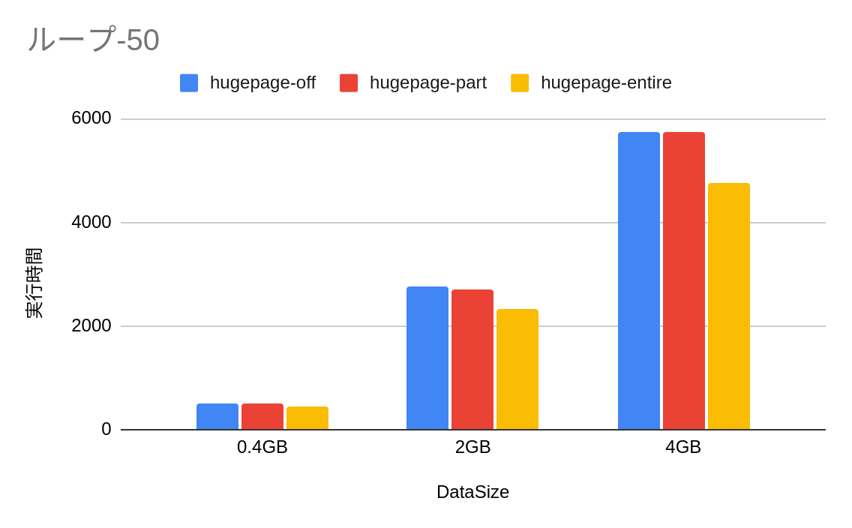 ループ-50
hugepage-off hugepage-part hugepage-entire
6000
4000
2000
0
実行時間
0.4GB 2GB 4GB
DataSize